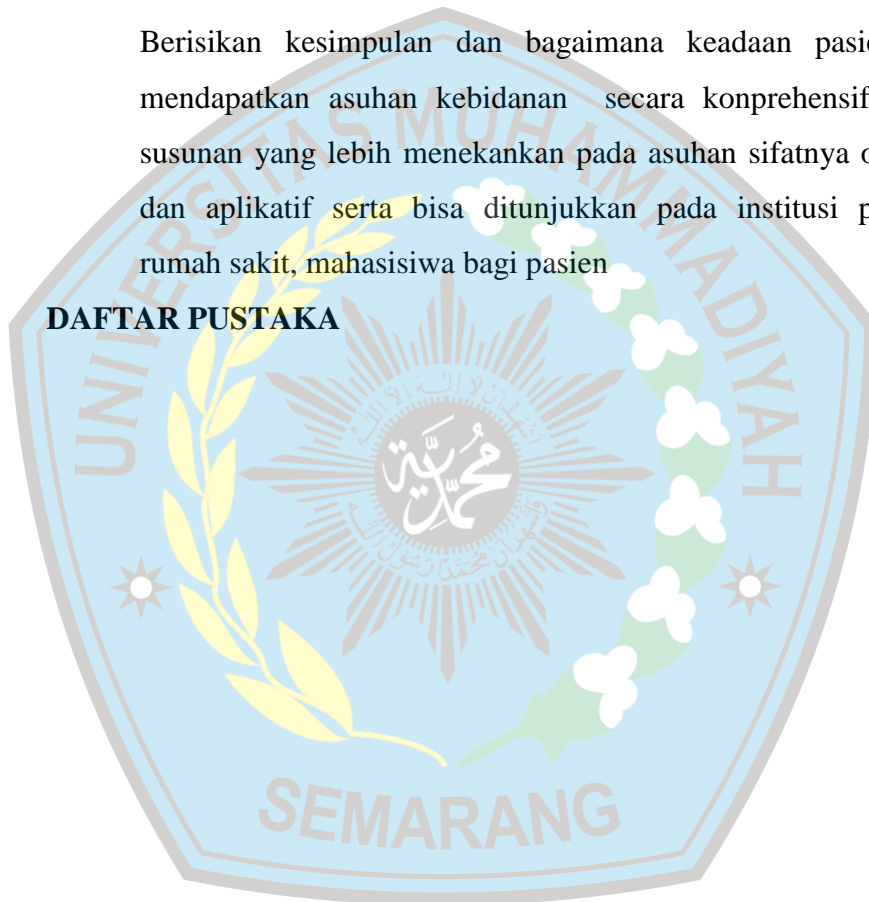 Berisikan kesimpulan dan bagaimana keadaan
mendapatkan asuhan kebidanan secara konprehensif
susunan yang lebih menekankan pada asuhan sifatnya
dan aplikatif serta bisa ditunjukkan pada institusi
rumah sakit, mahasisiwa bagi pasien
DAFTAR PUSTAKA
UNIVERSITAS MUHAMMADIYAH
محمدية
SEMARANG